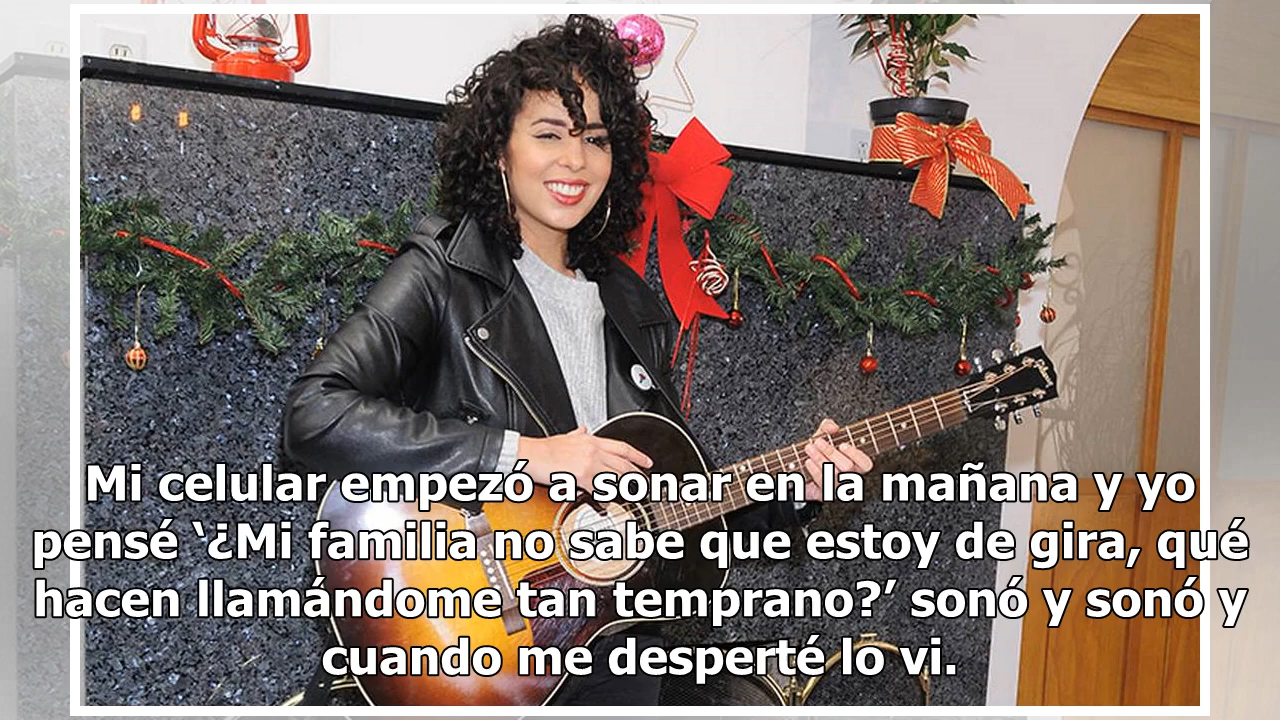 Mi celular empezó a sonar en la mañana y yo
pensé ‘¿Mi familia no sabe que estoy de gira, qué
hacen llamándome tan temprano?’ sonó y sonó y
cuando me desperté lo vi.